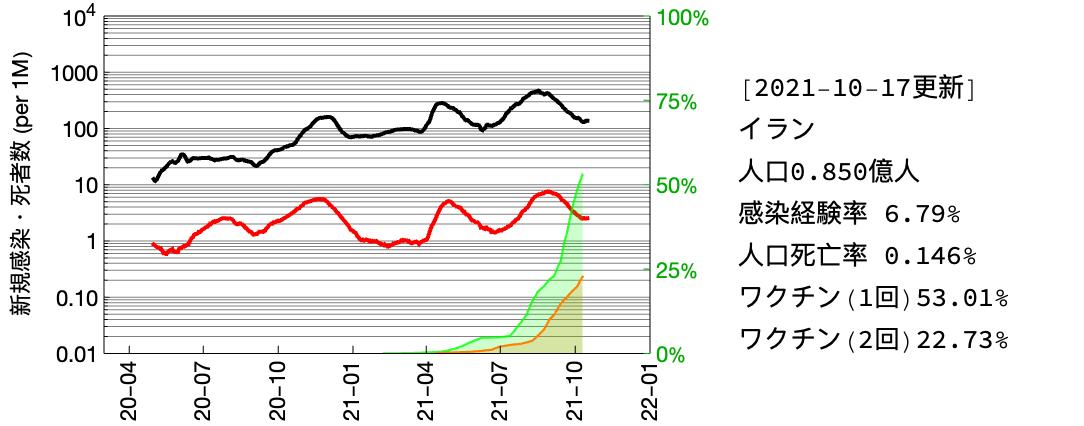 新規感染・死者数 (per 1M)
10^4
1000
100
10
1
0.10
0.01
100%
75%
50%
25%
0%
20-04
20-07
20-10
21-01
21-04
21-07
21-10
22-01
[2021-10-17更新]
イラン
人口0.850億人
感染経験率 6.79%
人口死亡率 0.146%
ワクチン(1回)53.01%
ワクチン(2回)22.73%